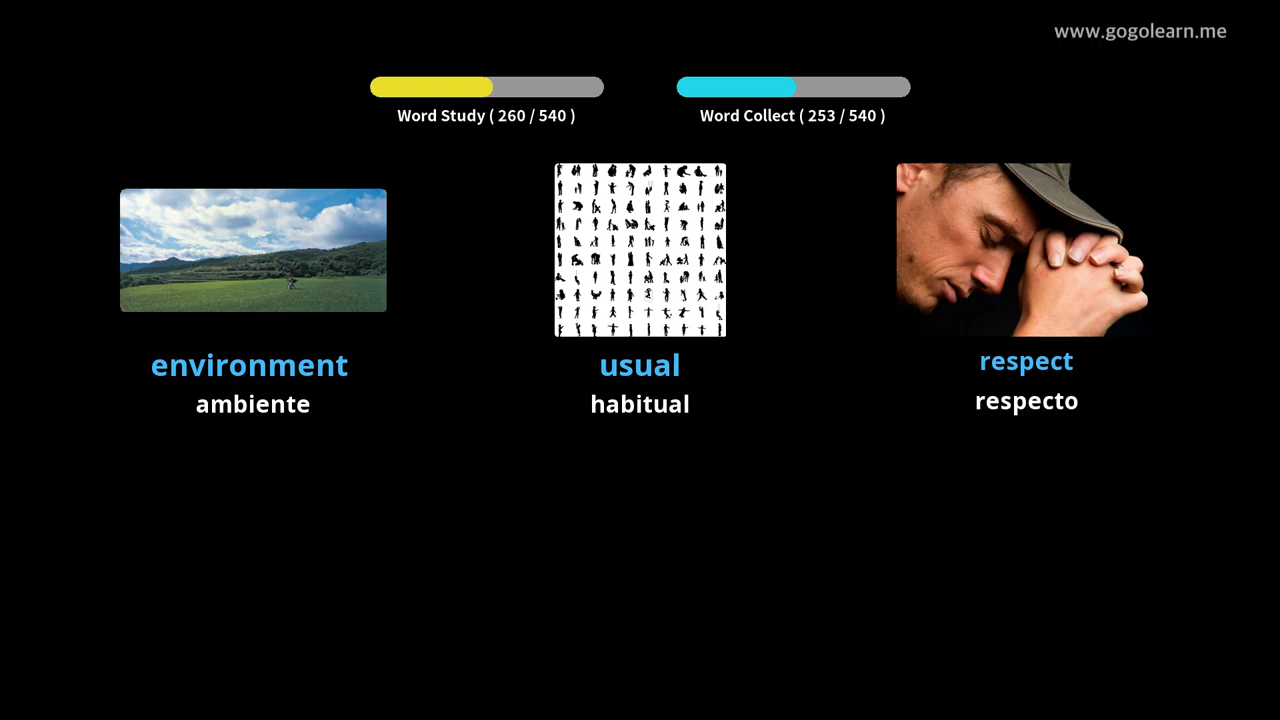 www.gogolearn.me
Word Study ( 260 / 540 )
Word Collect ( 253 / 540 )
environment
ambiente
usual
habitual
respect
respecto